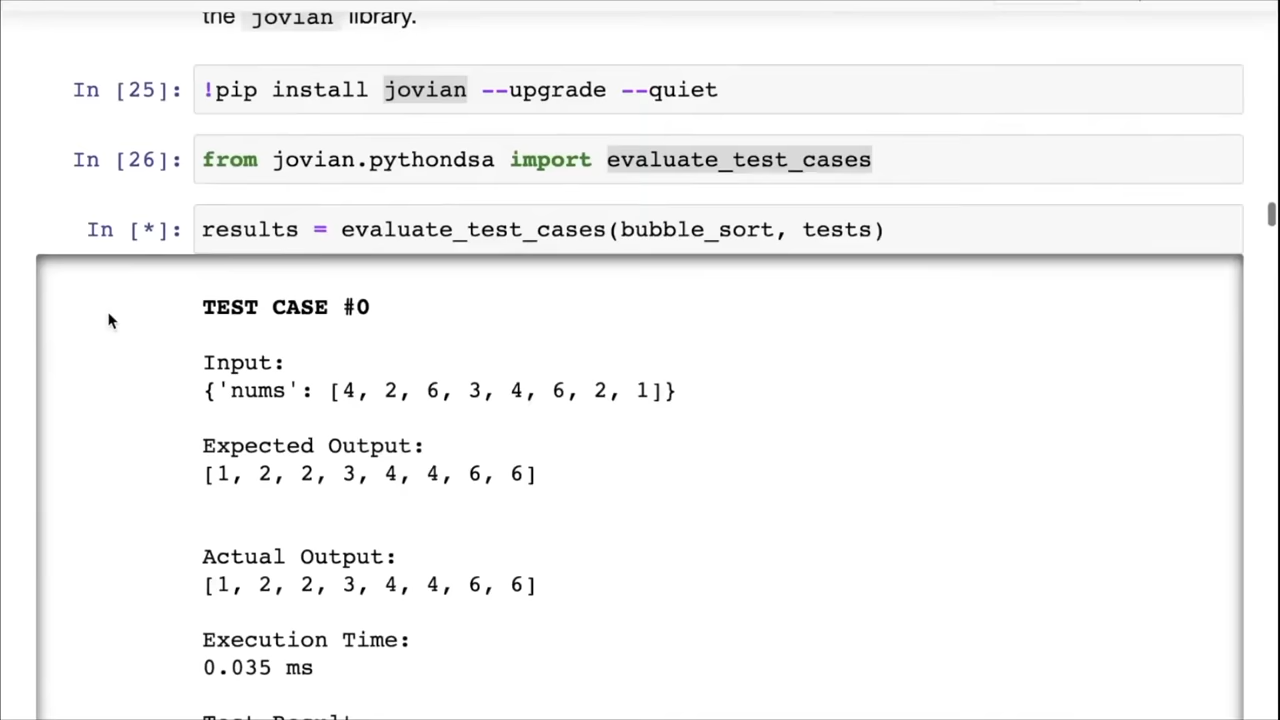 the jovian library.
In [25]: !pip install jovian --upgrade --quiet
In [26]: from jovian.pythondsa import evaluate_test_cases
In [*]: results = evaluate_test_cases(bubble_sort, tests)
TEST CASE #0
Input:
{'nums': [4, 2, 6, 3, 4, 6, 2, 1]}
Expected Output:
[1, 2, 2, 3, 4, 4, 6, 6]
Actual Output:
[1, 2, 2, 3, 4, 4, 6, 6]
Execution Time:
0.035 ms
Test Result